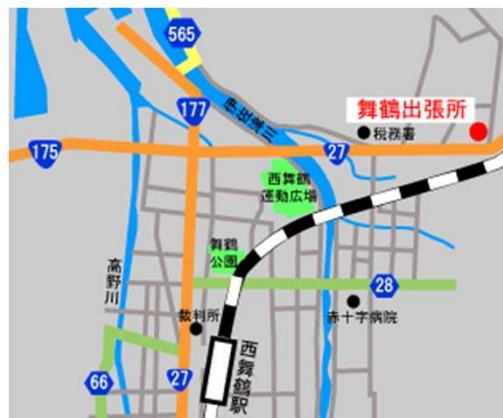 565
177
舞鶴出張所
税務署
伊佐津川
27
175
西舞鶴
運動広場
舞鶴
公園
高野川
28
裁判所
赤十字病院
西舞鶴駅
66
27